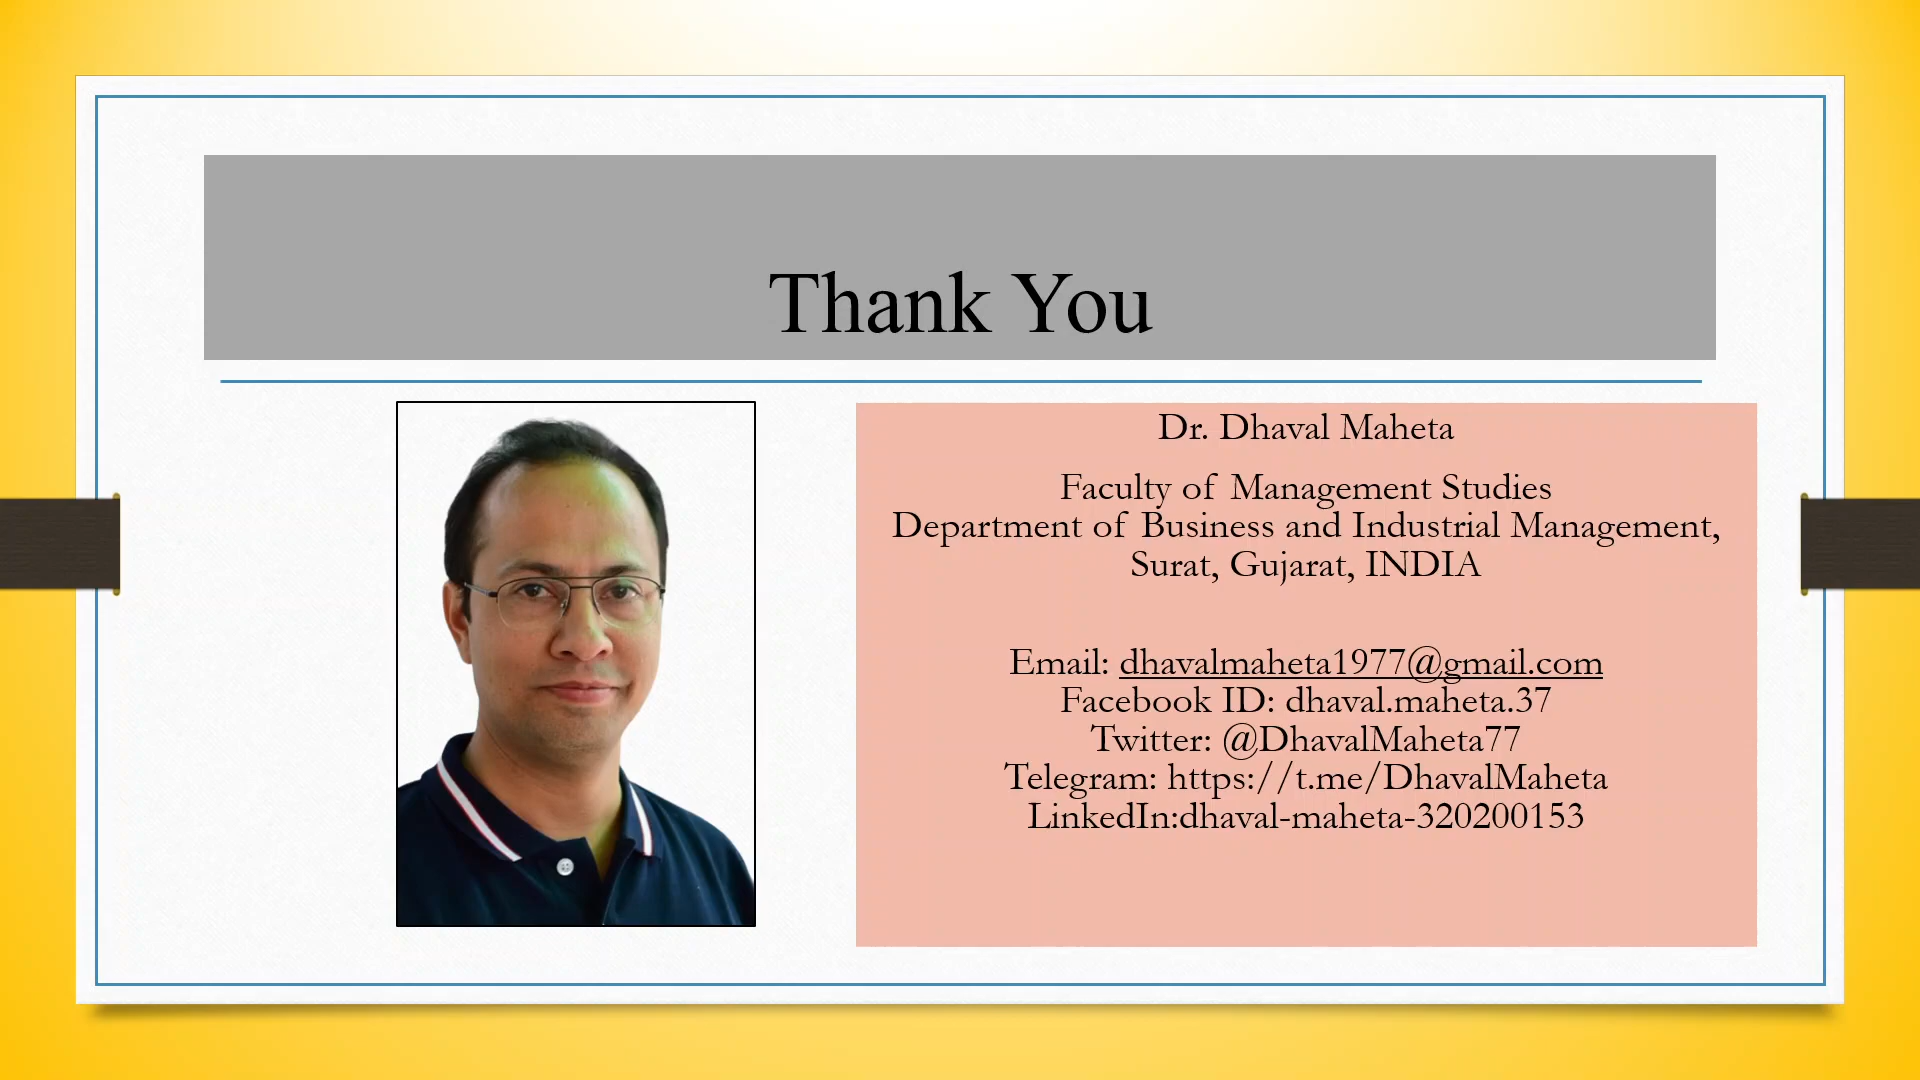 Thank You
Dr. Dhaval Maheta
Faculty of Management Studies
Department of Business and Industrial Management,
Surat, Gujarat, INDIA
Email: dhavalmaheta1977@gmail.com
Facebook ID: dhaval.maheta.37
Twitter: @DhavalMaheta77
Telegram: https://t.me/DhavalMaheta
LinkedIn:dhaval-maheta-320200153